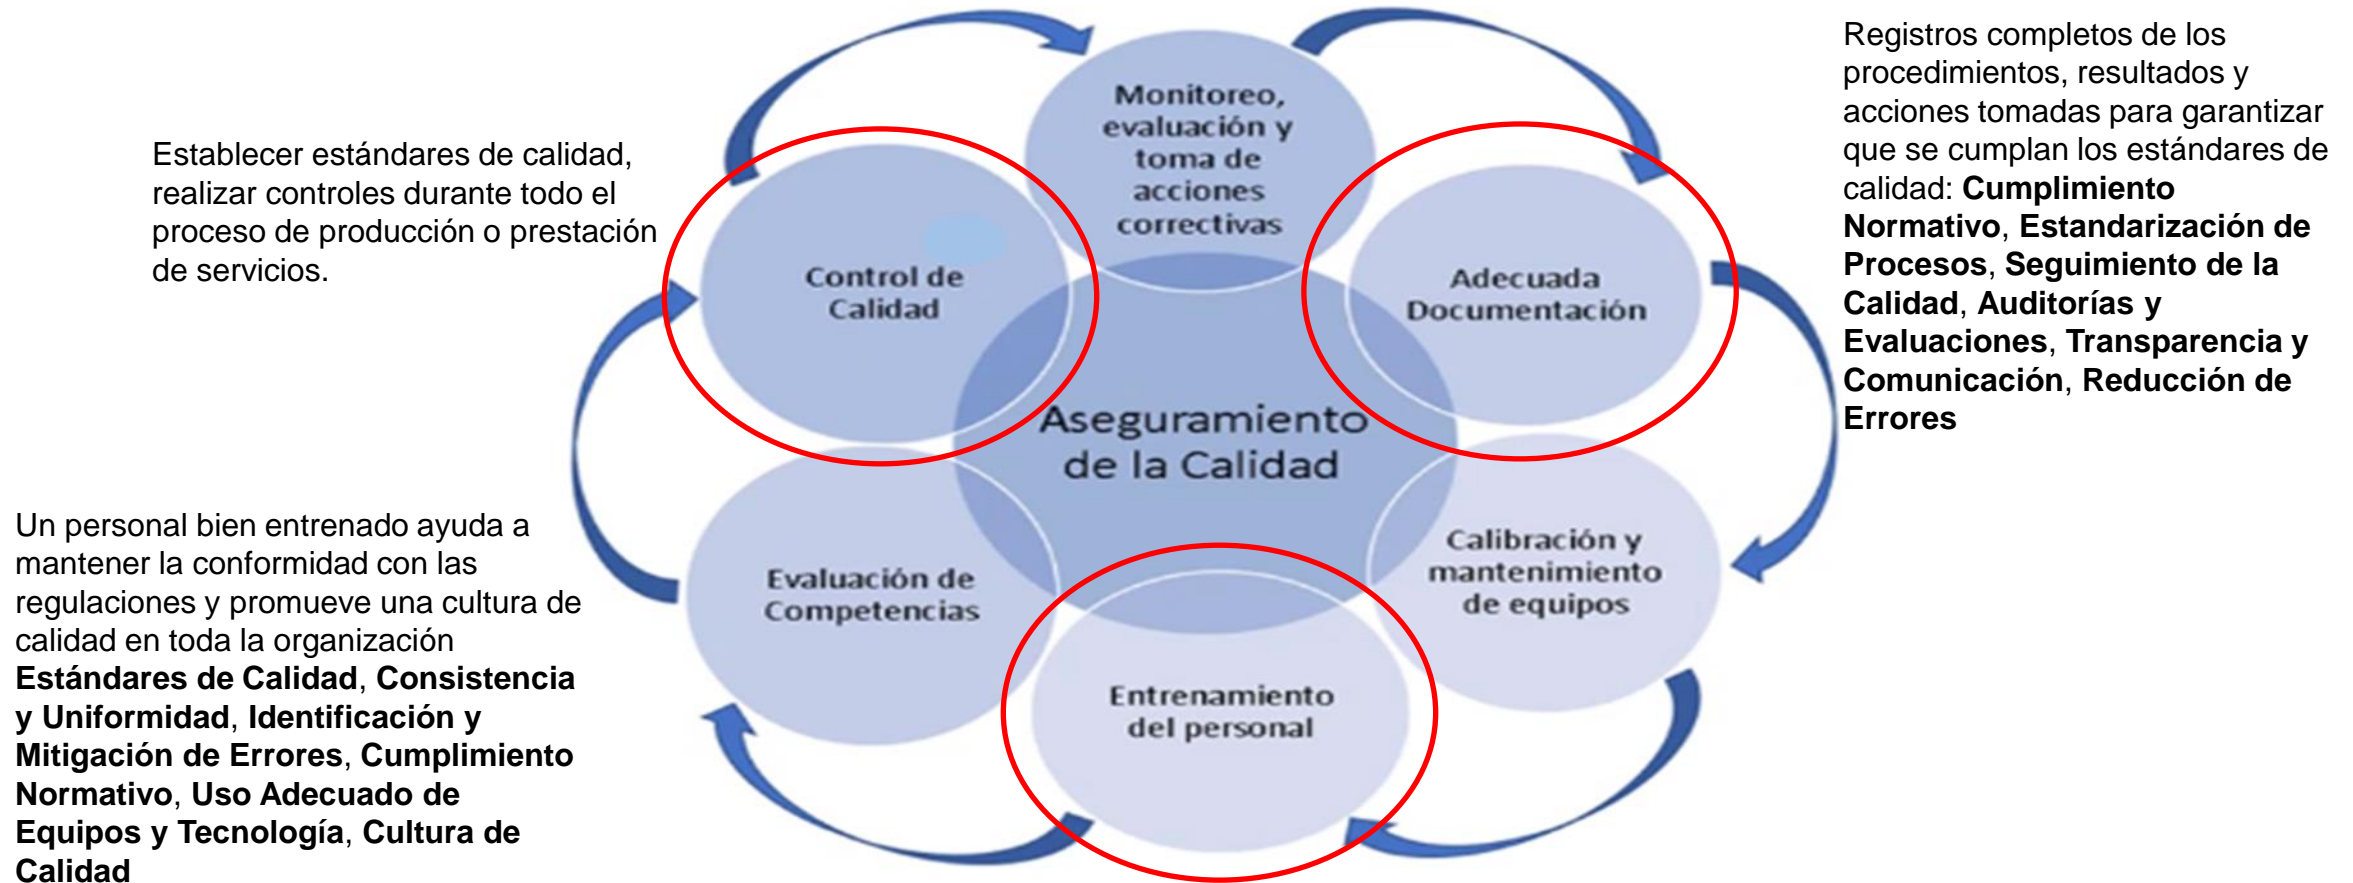 Establecer estándares de calidad,
realizar controles durante todo el
proceso de producción o prestación
de servicios.
Un personal bien entrenado ayuda a
mantener la conformidad con las
regulaciones y promueve una cultura de
calidad en toda la organización
Estándares de Calidad, Consistencia
y Uniformidad, Identificación y
Mitigación de Errores, Cumplimiento
Normativo, Uso Adecuado de
Equipos y Tecnología, Cultura de
Calidad
Monitoreo,
evaluación y
toma de
acciones
correctivas
Control de
Calidad
Adecuada
Documentación
Aseguramiento
de la Calidad
Evaluación de
Competencias
Calibración y
mantenimiento
de equipos
Entrenamiento
del personal
Registros completos de los
procedimientos, resultados y
acciones tomadas para garantizar
que se cumplan los estándares de
calidad: Cumplimiento
Normativo, Estandarización de
Procesos, Seguimiento de la
Calidad, Auditorías y
Evaluaciones, Transparencia y
Comunicación, Reducción de
Errores